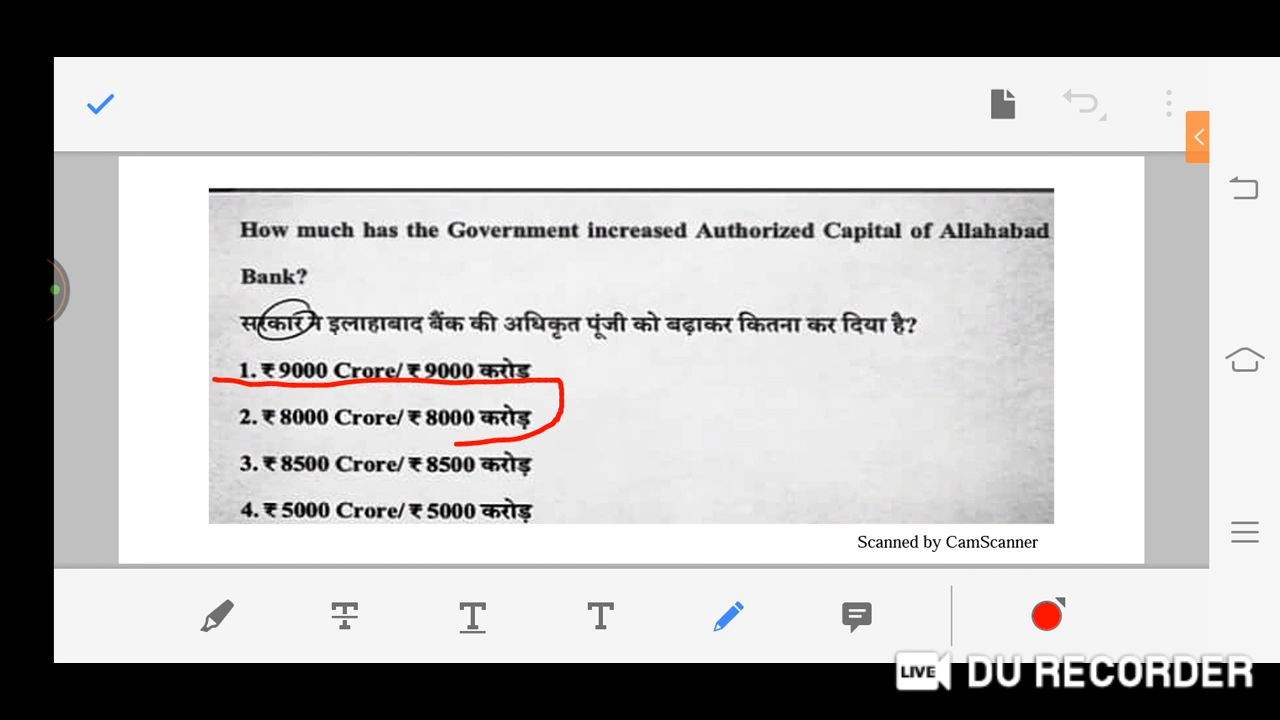 How much has the Government increased Authorized Capital of Allahabad
Bank?
सरकार ने इलाहाबाद बैंक की अधिकृत पूंजी को बढ़ाकर कितना कर दिया है?
1. ₹ 9000 Crore/ ₹ 9000 करोड़
2. ₹ 8000 Crore/ ₹ 8000 करोड़
3. ₹ 8500 Crore/ ₹ 8500 करोड़
4. ₹ 5000 Crore/ ₹ 5000 करोड़
Scanned by CamScanner
T T T
LIVE DU RECORDER